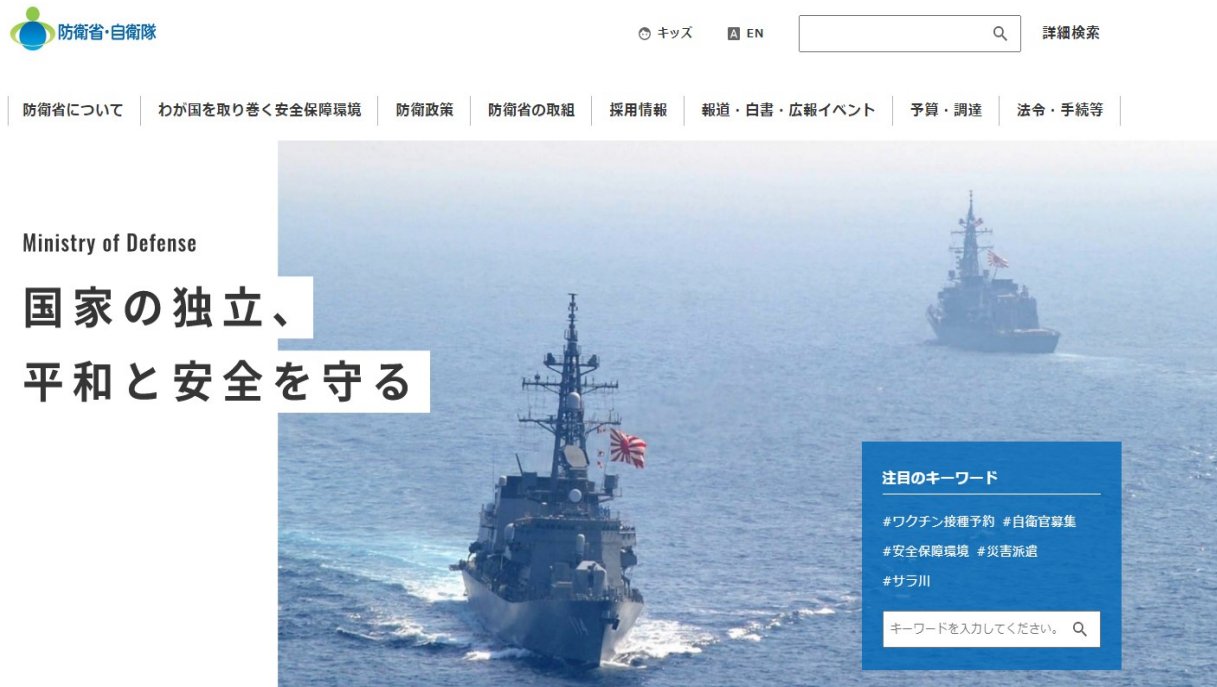 防衛省・自衛隊
キッズ
A EN
詳細検索
防衛省について
わが国を取り巻く安全保障環境
防衛政策
防衛省の取組
採用情報
報道・白書・広報イベント
予算・調達
法令・手続等
Ministry of Defense
国家の独立、
平和と安全を守る
注目のキーワード
#ワクチン接種予約 #自衛官募集
#安全保障環境 #災害派遣
#サラ川
キーワードを入力してください。